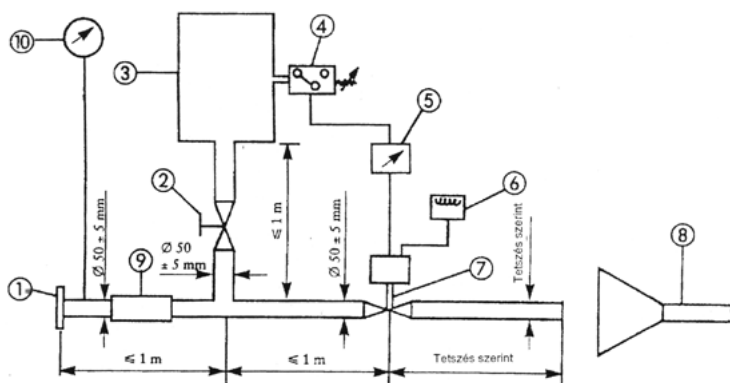 ⑩
③
④
⑤
②
⑥
≤ 1 m
Ø 50 ± 5 mm
Ø 50
± 5 mm
Ø 50 ± 5 mm
Tetszés szerint
⑨
⑦
⑧
①
≤ 1 m
≤ 1 m
Tetszés szerint